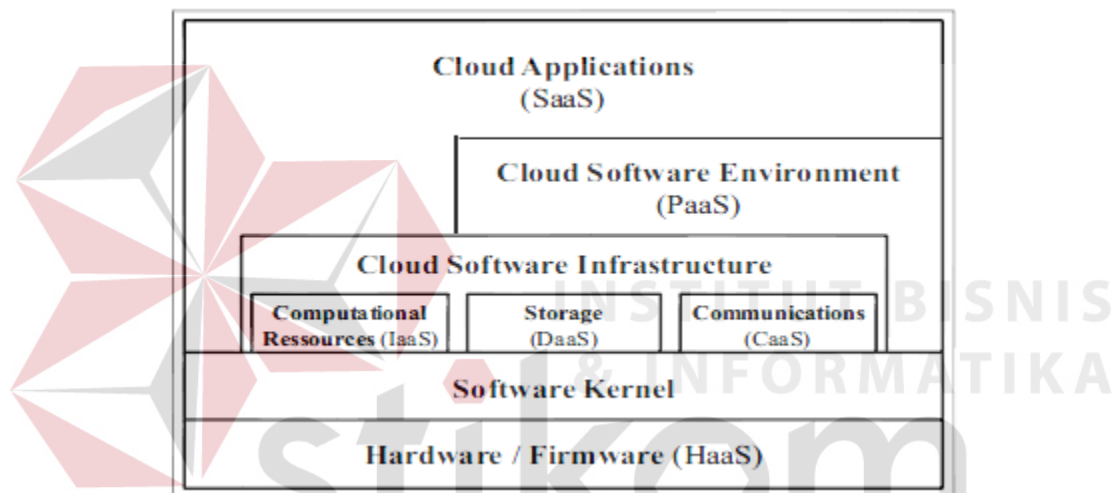 Cloud Applications
(SaaS)
Cloud Software Environment
(PaaS)
Cloud Software Infrastructure
Computational
Ressources (IaaS)
Storage
(DaaS)
Communications
(CaaS)
INSTITUT BISNIS
& INFORMATIKA
Software Kernel
stikom
Hardware / Firmware (HaaS)